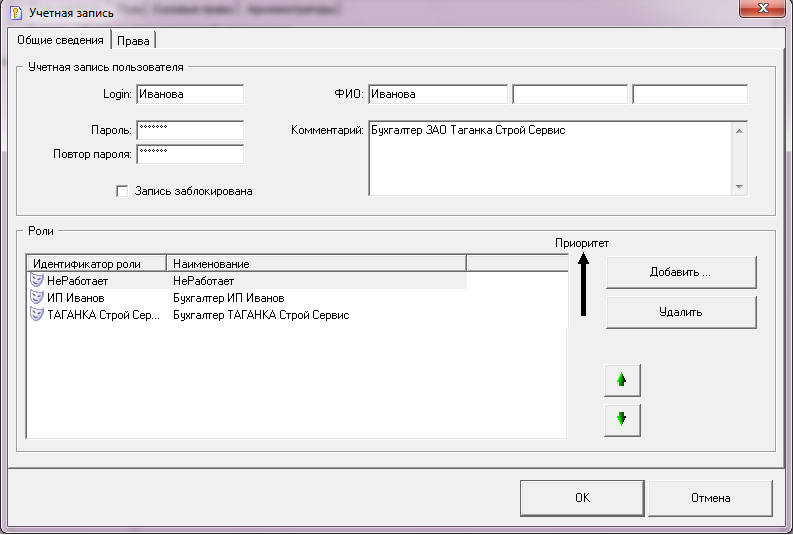 Учетная запись
Общие сведения
Права
Учетная запись пользователя
Login: Иванова
ФИО: Иванова
Пароль: *******
Комментарий: Бухгалтер ЗАО Таганка Строй Сервис
Повтор пароля: *******
Запись заблокирована
Роли
Приоритет
Идентификатор роли Наименование
НеРаботает НеРаботает
ИП Иванов Бухгалтер ИП Иванов
ТАГАНКА Строй Сер... Бухгалтер ТАГАНКА Строй Сервис
Добавить ...
Удалить
OK
Отмена